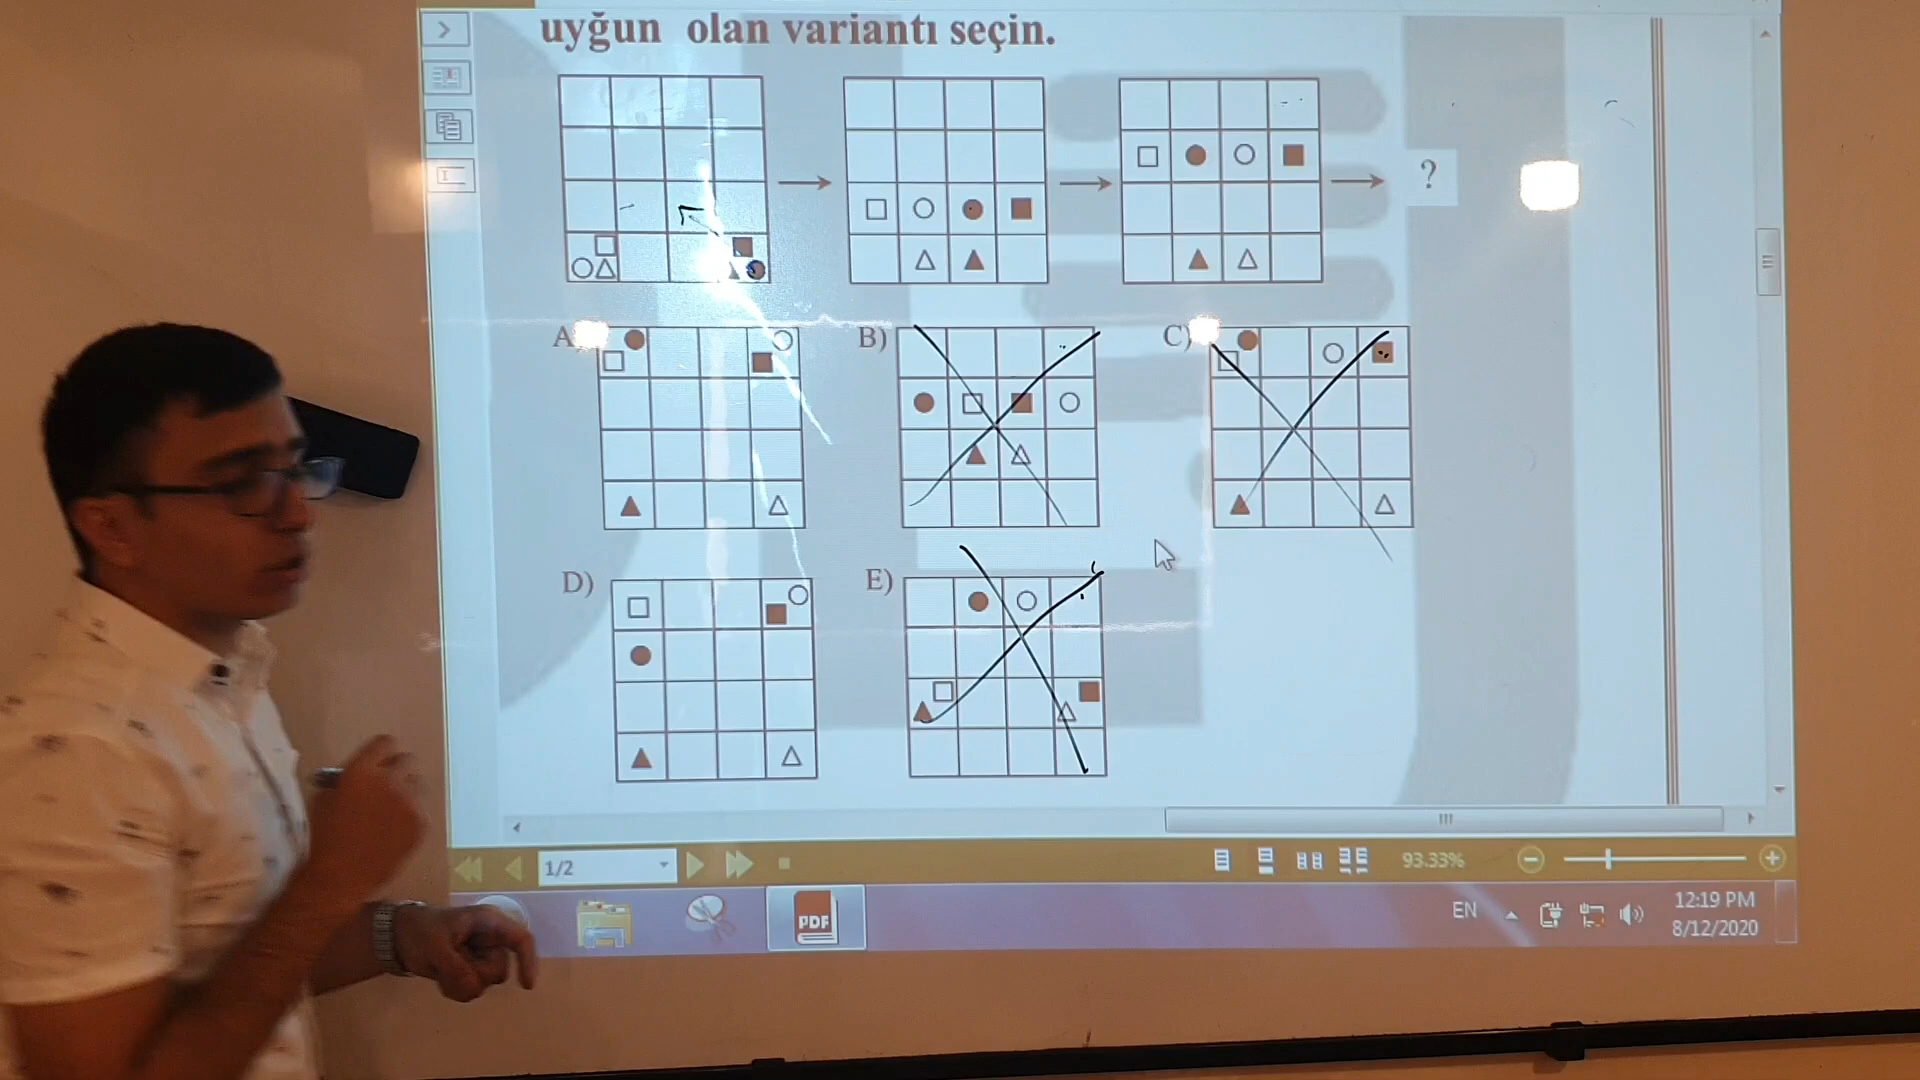 uyğun olan variantı seçin.
?
A)
B)
C)
D)
E)
1/2
93.33%
PDF
EN
12:19 PM
8/12/2020